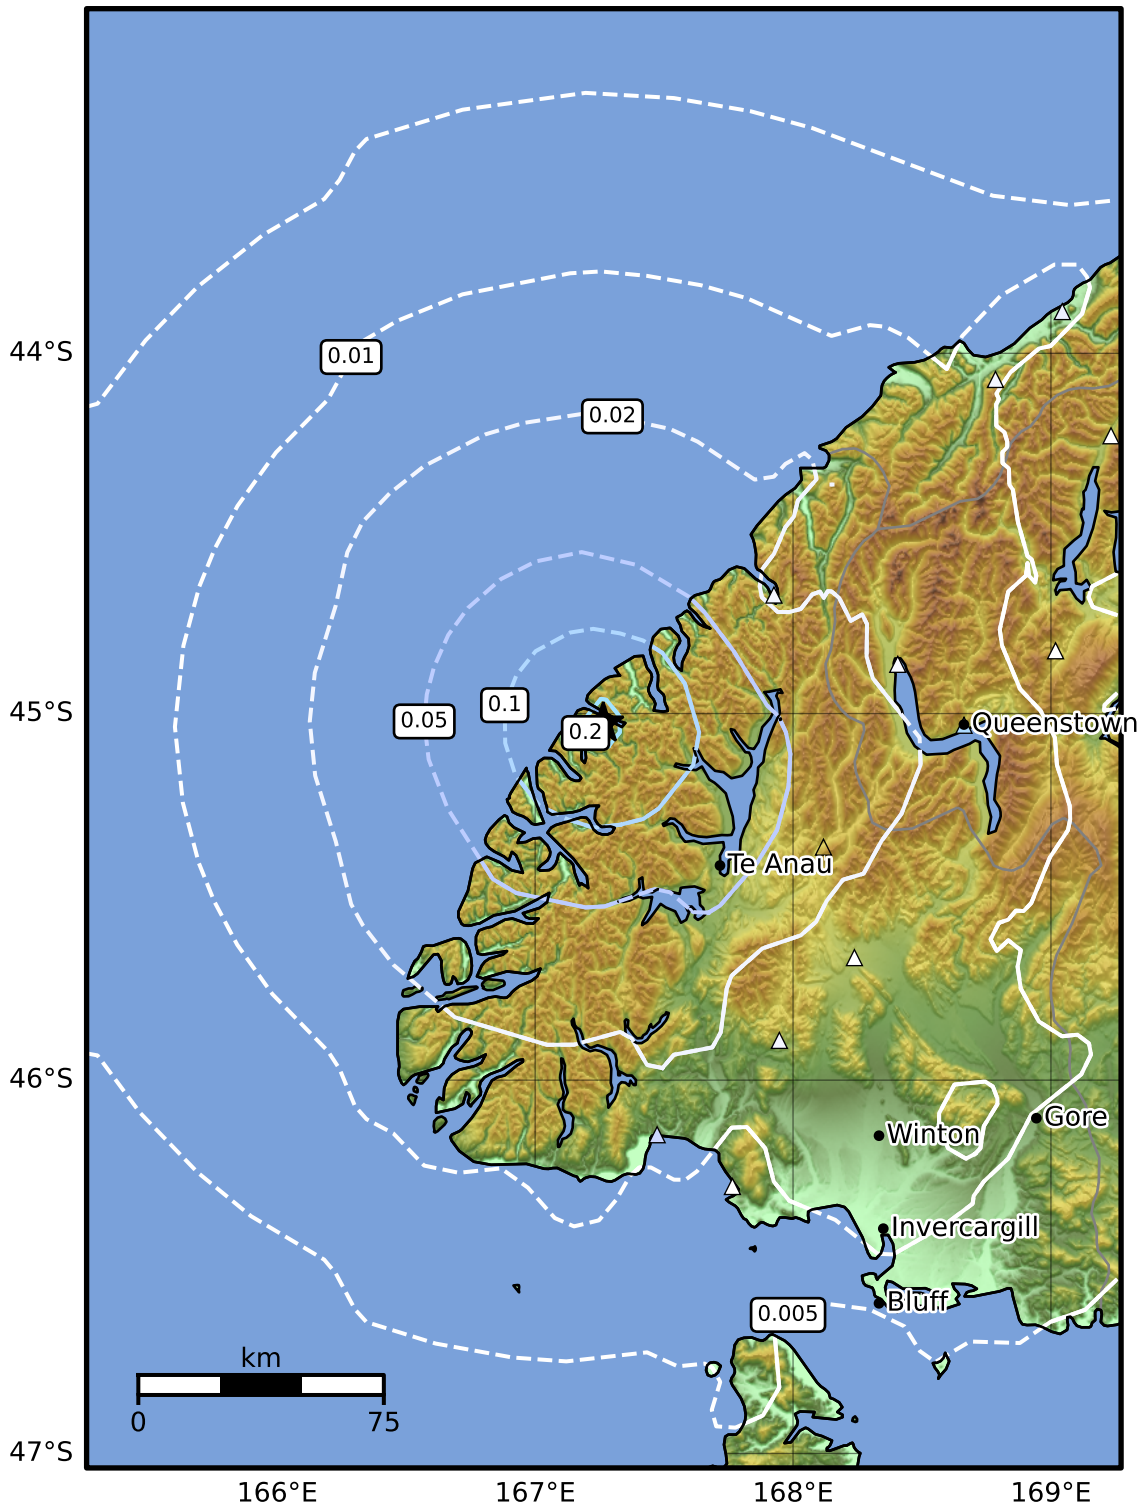 44°S
0.01
0.02
0.1
0.05
45°S
0.2
Queenstown
Te Anau
46°S
Gore
Winton
Invercargill
Bluff
0.005
km
0
75
47°S
166°E
167°E
168°E
169°E